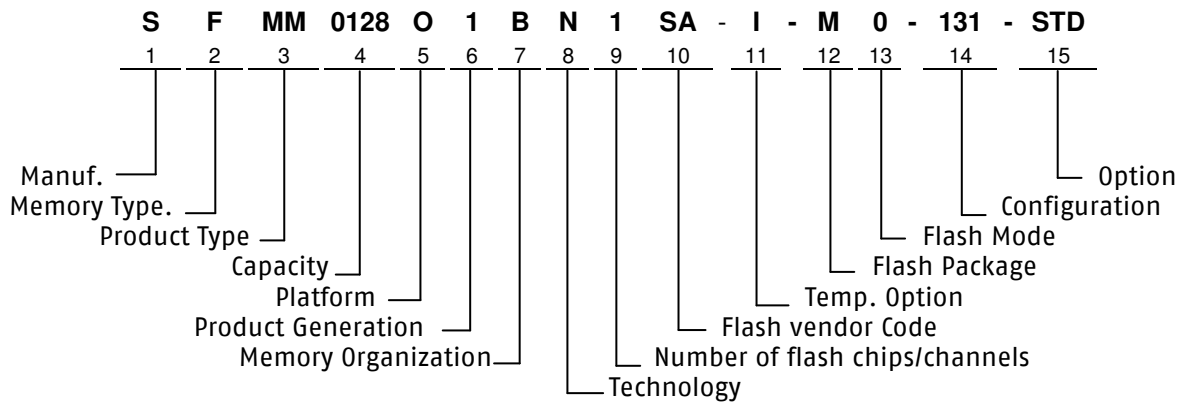 S F MM 0128 O 1 B N 1 SA - I - M 0 - 131 - STD
1 2 3 4 5 6 7 8 9 10 11 12 13 14 15
Manuf. Option
Memory Type. Configuration
Product Type Flash Mode
Capacity Flash Package
Platform Temp. Option
Product Generation Flash vendor Code
Memory Organization Number of flash chips/channels
Technology